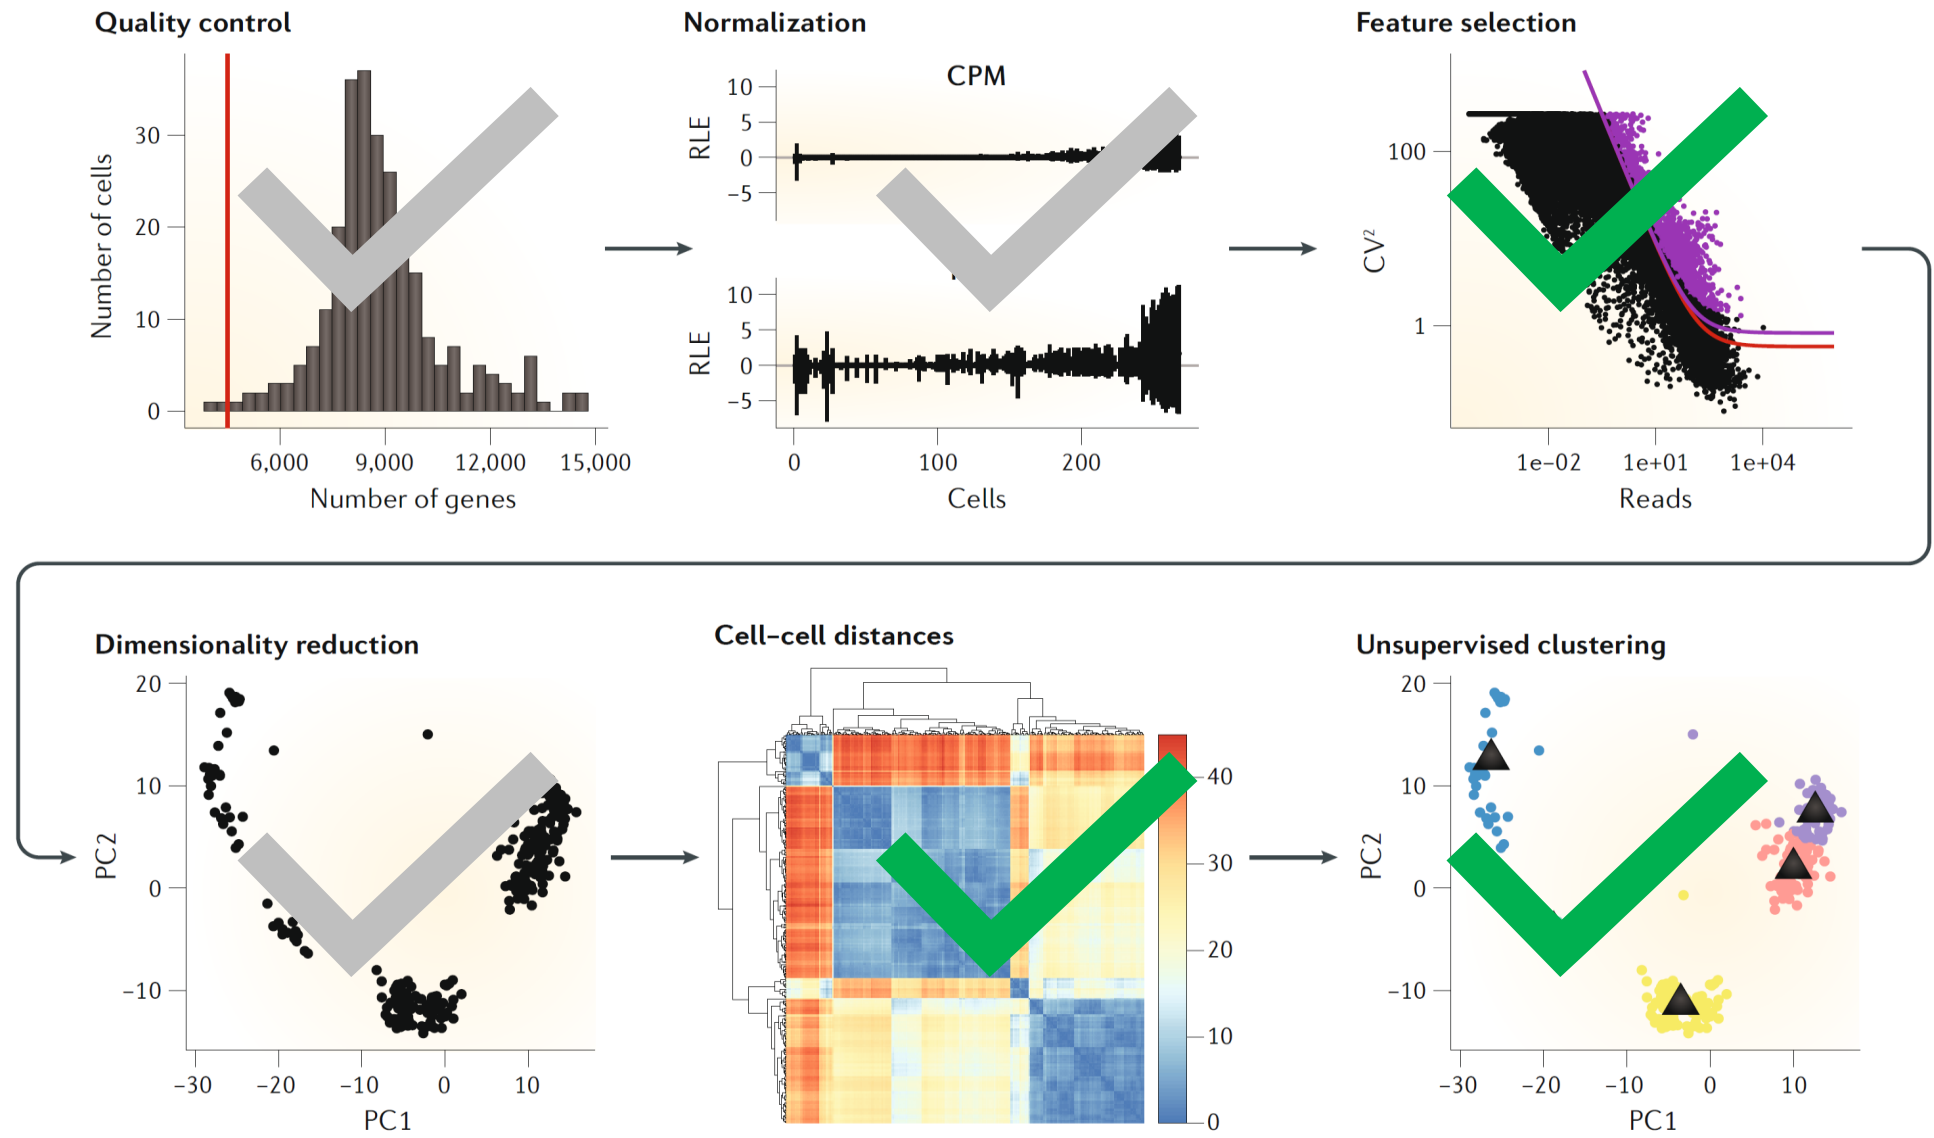 Quality control
Number of cells
30
20
10
0
6,000 9,000 12,000 15,000
Number of genes
Normalization
CPM
RLE
10
5
0
−5
RLE
10
5
0
−5
0 100 200
Cells
Feature selection
CV²
100
1
1e−02 1e+01 1e+04
Reads
Dimensionality reduction
PC2
20
10
0
−10
−30 −20 −10 0 10
PC1
Cell–cell distances
40
30
20
10
0
Unsupervised clustering
PC2
20
10
0
−10
−30 −20 −10 0 10
PC1